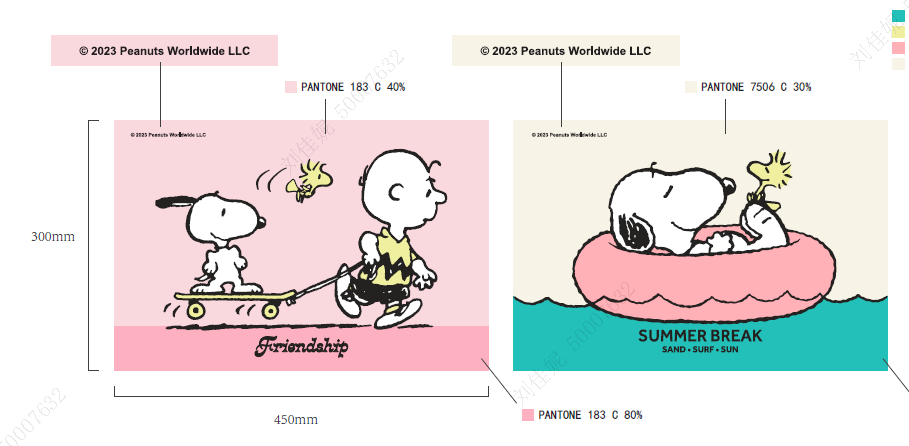 © 2023 Peanuts Worldwide LLC
© 2023 Peanuts Worldwide LLC
PANTONE 183 C 40%
PANTONE 7506 C 30%
© 2023 Peanuts Worldwide LLC
© 2023 Peanuts Worldwide LLC
300mm
Friendship
SUMMER BREAK
SAND • SURF • SUN
450mm
PANTONE 183 C 80%
刘佳妮 50007632
刘佳妮 50007632
刘佳妮
50007632